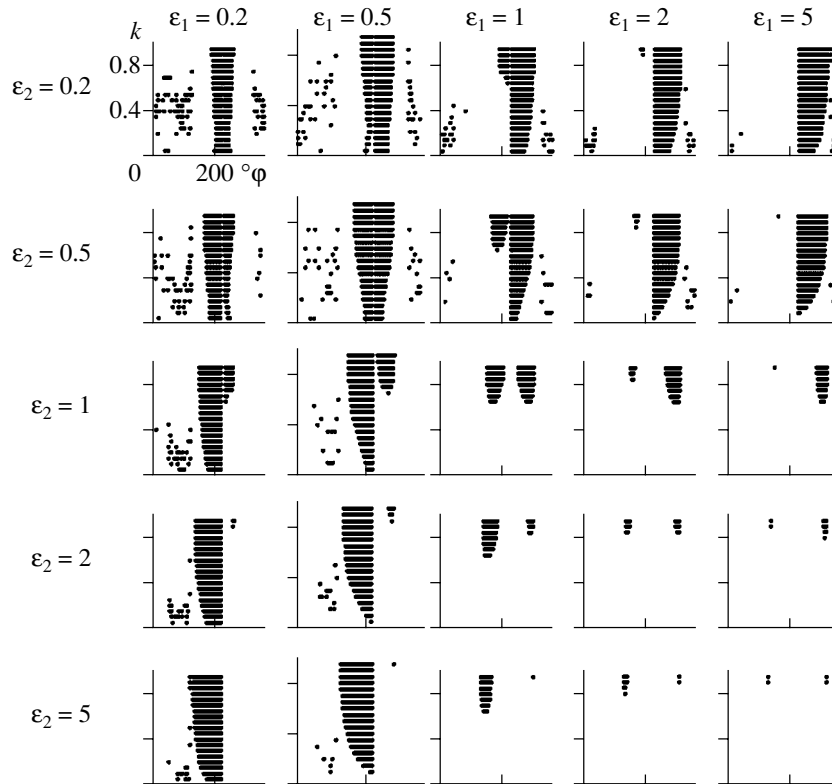 ε1 = 0.2 ε1 = 0.5 ε1 = 1 ε1 = 2 ε1 = 5
k
0.8
ε2 = 0.2
0.4
0 200 °φ
ε2 = 0.5
ε2 = 1
ε2 = 2
ε2 = 5